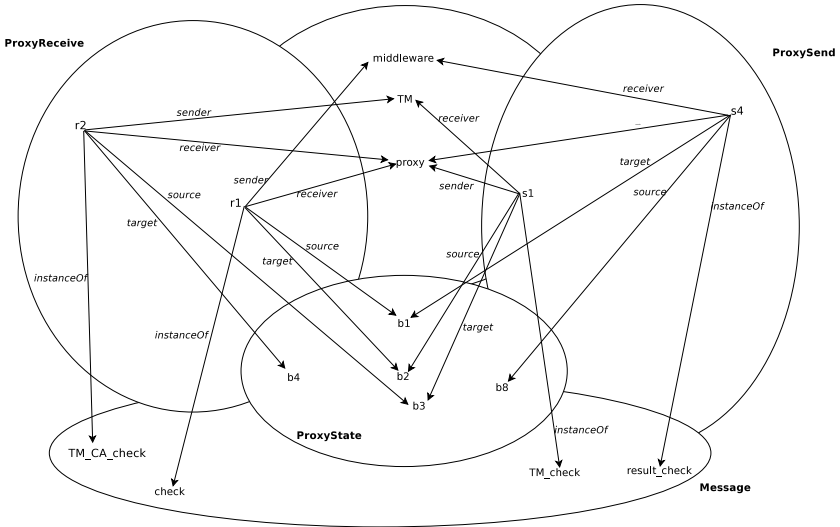 ProxyReceive
ProxySend
middleware
receiver
TM
sender
receiver
s4
r2
receiver
proxy
target
sender
sender
source
receiver
source
s1
r1
instanceOf
target
source
source
target
instanceOf
b1
target
instanceOf
b4
b2
b8
b3
ProxyState
instanceOf
TM_CA_check
TM_check
result_check
check
Message